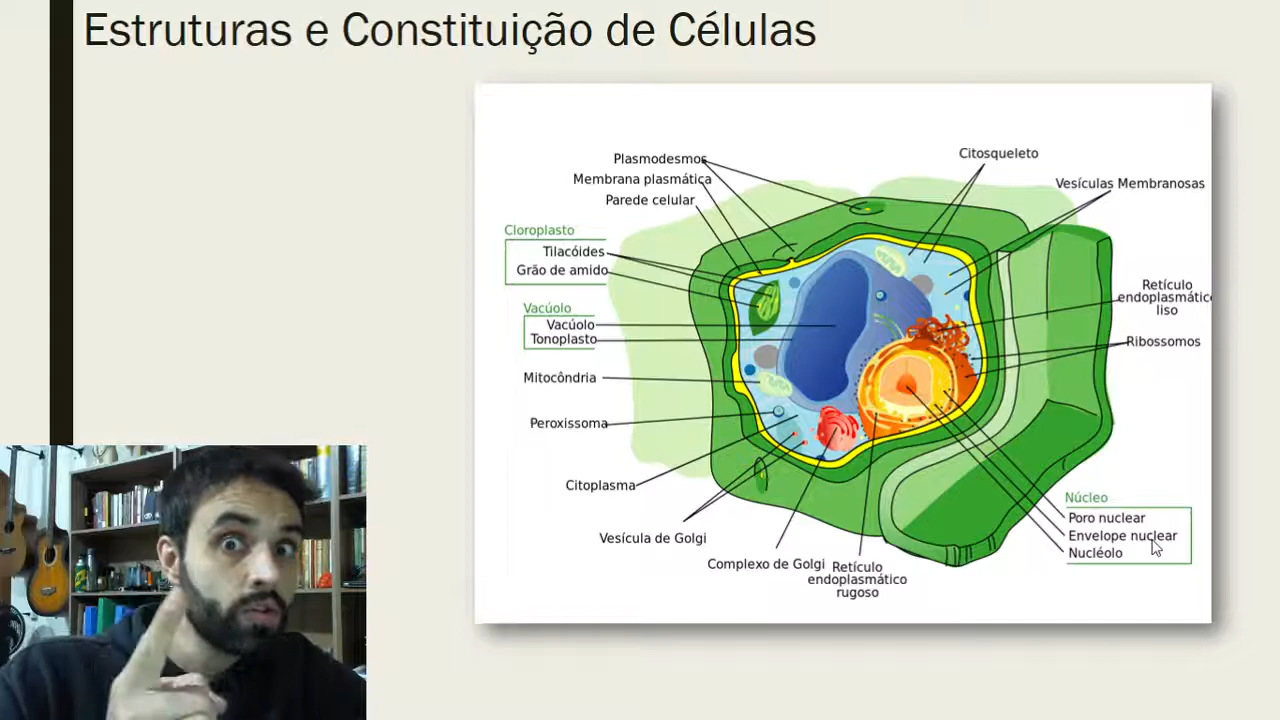 Estruturas e Constituição de Células
Plasmodesmos
Membrana plasmática
Parede celular
Cloroplasto
Tilacóides
Grão de amido
Vacúolo
Vacúolo
Tonoplasto
Mitocôndria
Peroxissoma
Citoplasma
Vesícula de Golgi
Complexo de Golgi
Retículo
endoplasmático
rugoso
Citosqueleto
Vesículas Membranosas
Retículo
endoplasmático
liso
Ribossomos
Núcleo
Poro nuclear
Envelope nuclear
Nucléolo